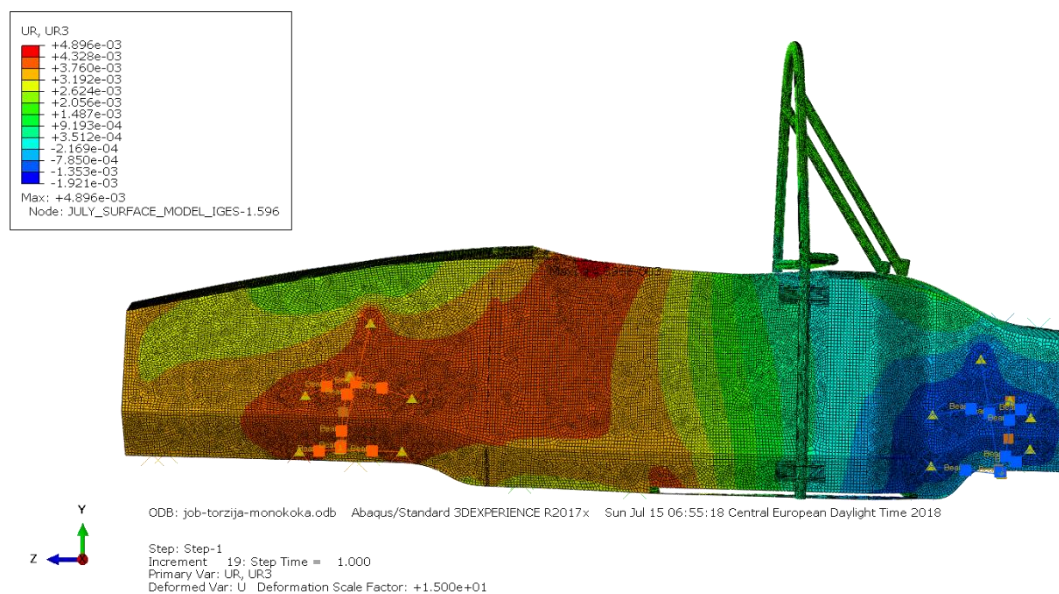 UR, UR3
+4.896e-03
+4.328e-03
+3.760e-03
+3.192e-03
+2.624e-03
+2.056e-03
+1.487e-03
+9.193e-04
+3.512e-04
-2.169e-04
-7.850e-04
-1.353e-03
-1.921e-03
Max: +4.896e-03
Node: JULY_SURFACE_MODEL_IGES-1.596
Y
Z
ODB: job-torzija-monokoka.odb Abaqus/Standard 3DEXPERIENCE R2017x Sun Jul 15 06:55:18 Central European Daylight Time 2018
Step: Step-1
Increment 19: Step Time = 1.000
Primary Var: UR, UR3
Deformed Var: U Deformation Scale Factor: +1.500e+01